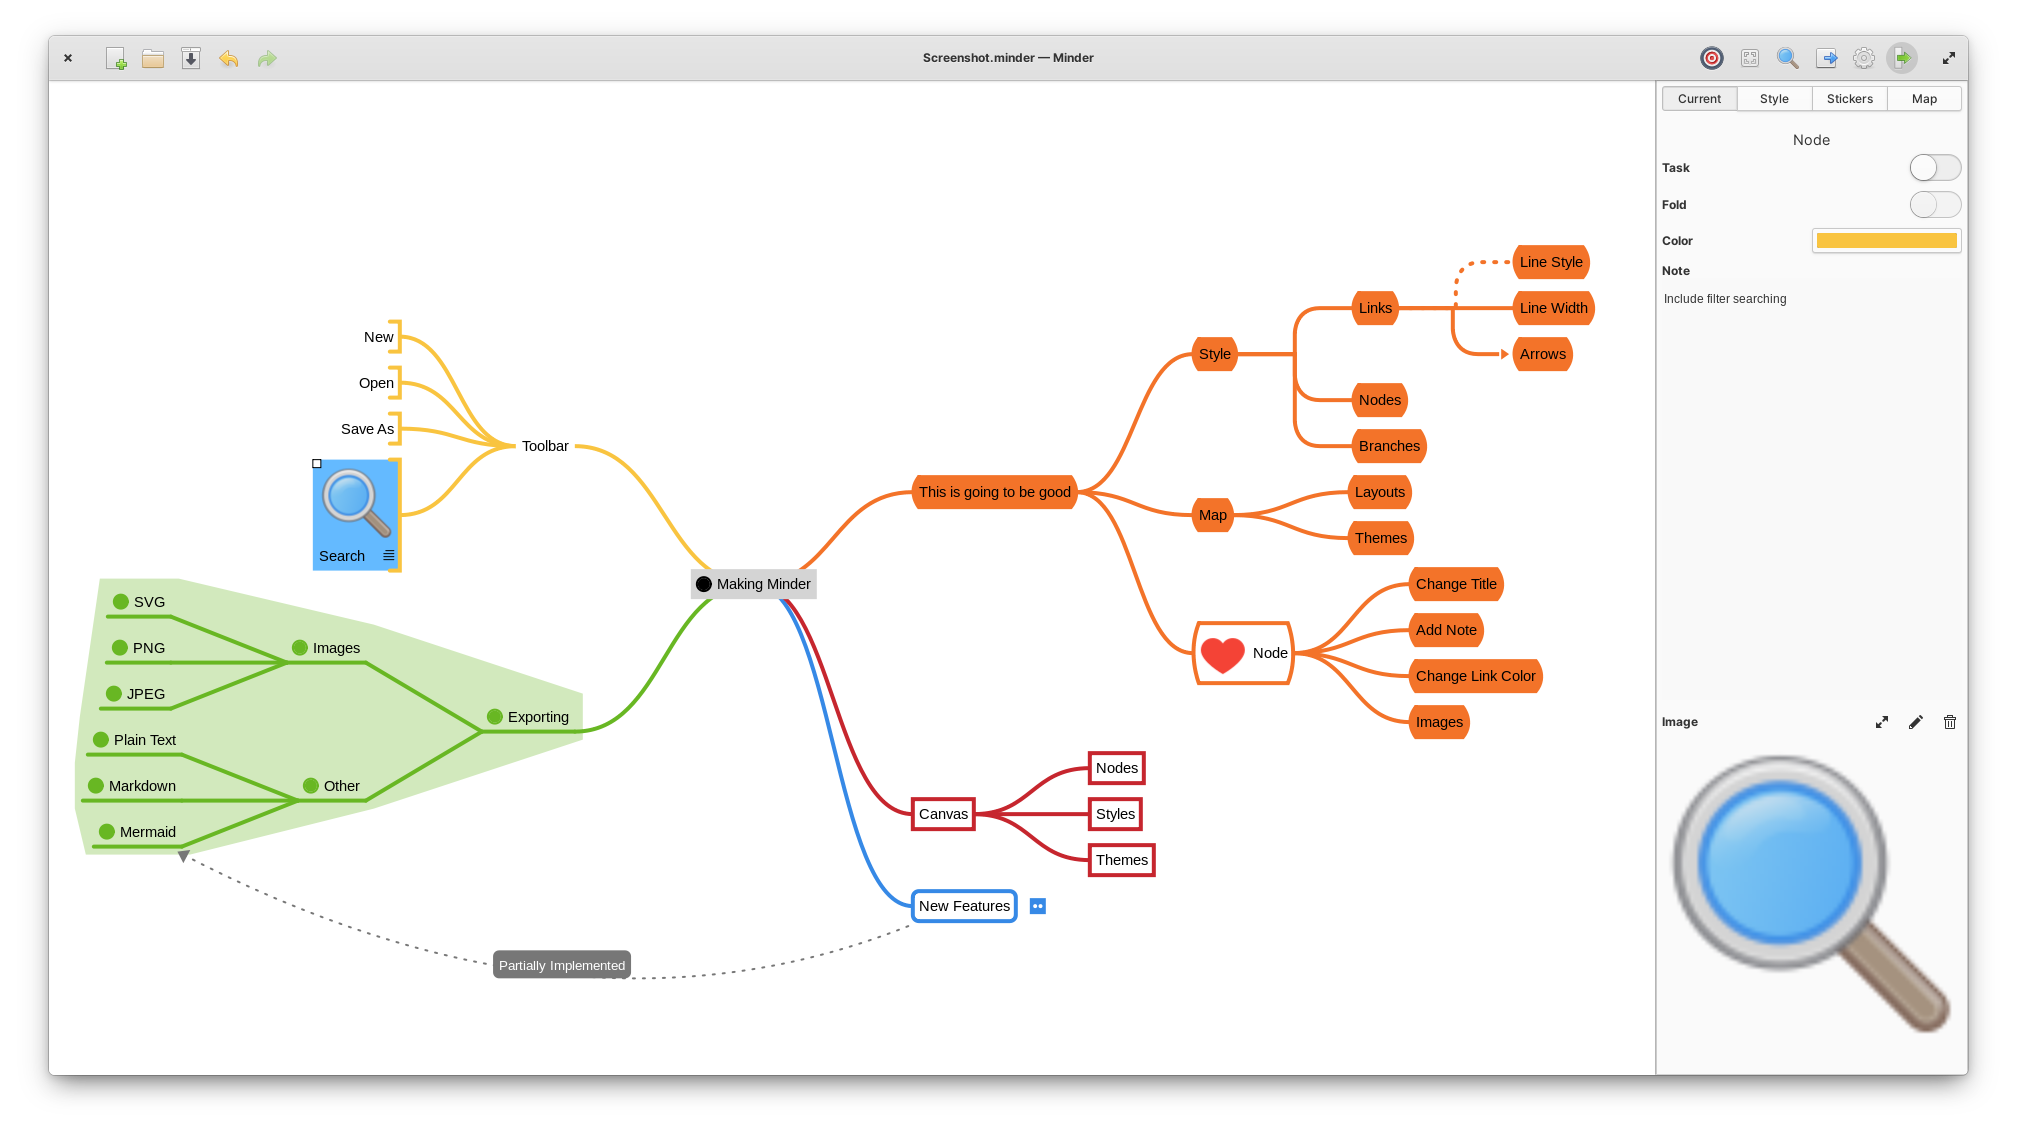 Screenshot.minder — Minder
Current
Style
Stickers
Map
Node
Task
Fold
Color
Note
Include filter searching
Image
New
Open
Save As
Search
Toolbar
Making Minder
SVG
PNG
JPEG
Images
Plain Text
Markdown
Mermaid
Other
Exporting
This is going to be good
Style
Links
Line Style
Line Width
Arrows
Nodes
Branches
Map
Layouts
Themes
Node
Change Title
Add Note
Change Link Color
Images
Canvas
Nodes
Styles
Themes
New Features
Partially Implemented